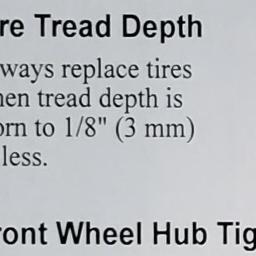 re Tread Depth
ways replace tires
hen tread depth is
orn to 1/8" (3 mm)
less.
ront Wheel Hub Tig